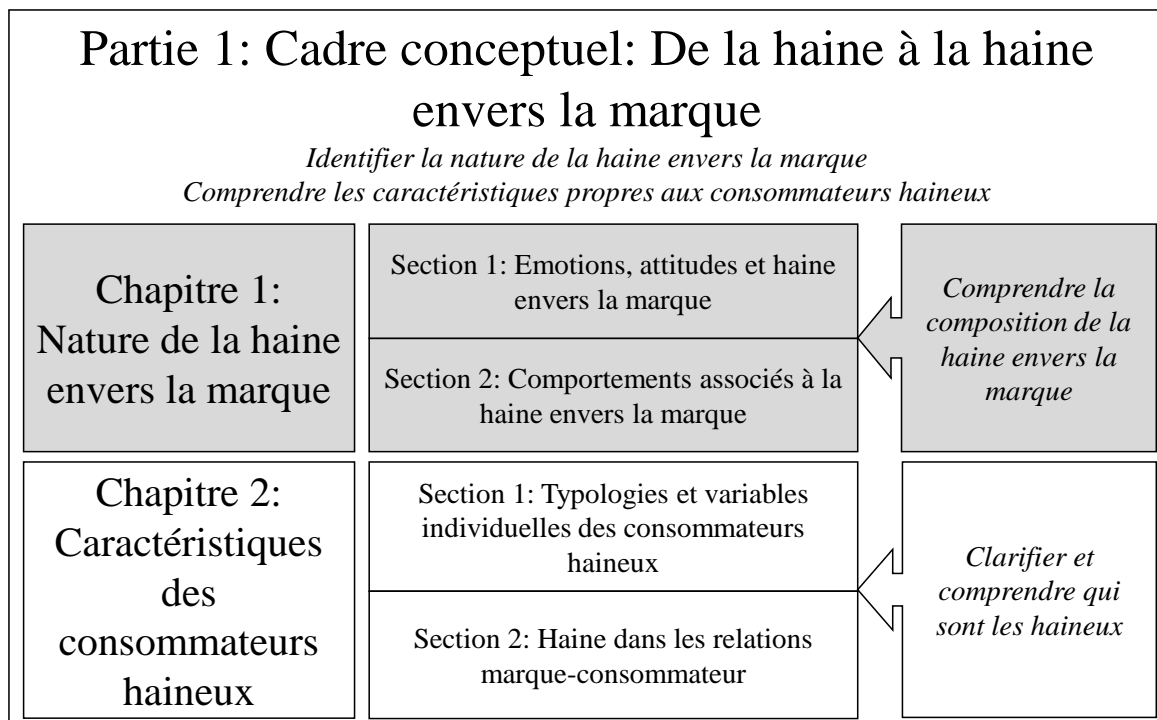 Partie 1: Cadre conceptuel: De la haine à la haine
envers la marque
Identifier la nature de la haine envers la marque
Comprendre les caractéristiques propres aux consommateurs haineux
Chapitre 1:
Nature de la haine
envers la marque
Section 1: Emotions, attitudes et haine
envers la marque
Section 2: Comportements associés à la
haine envers la marque
Comprendre la
composition de la
haine envers la
marque
Chapitre 2:
Caractéristiques
des
consommateurs
haineux
Section 1: Typologies et variables
individuelles des consommateurs
haineux
Section 2: Haine dans les relations
marque-consommateur
Clarifier et
comprendre qui
sont les haineux